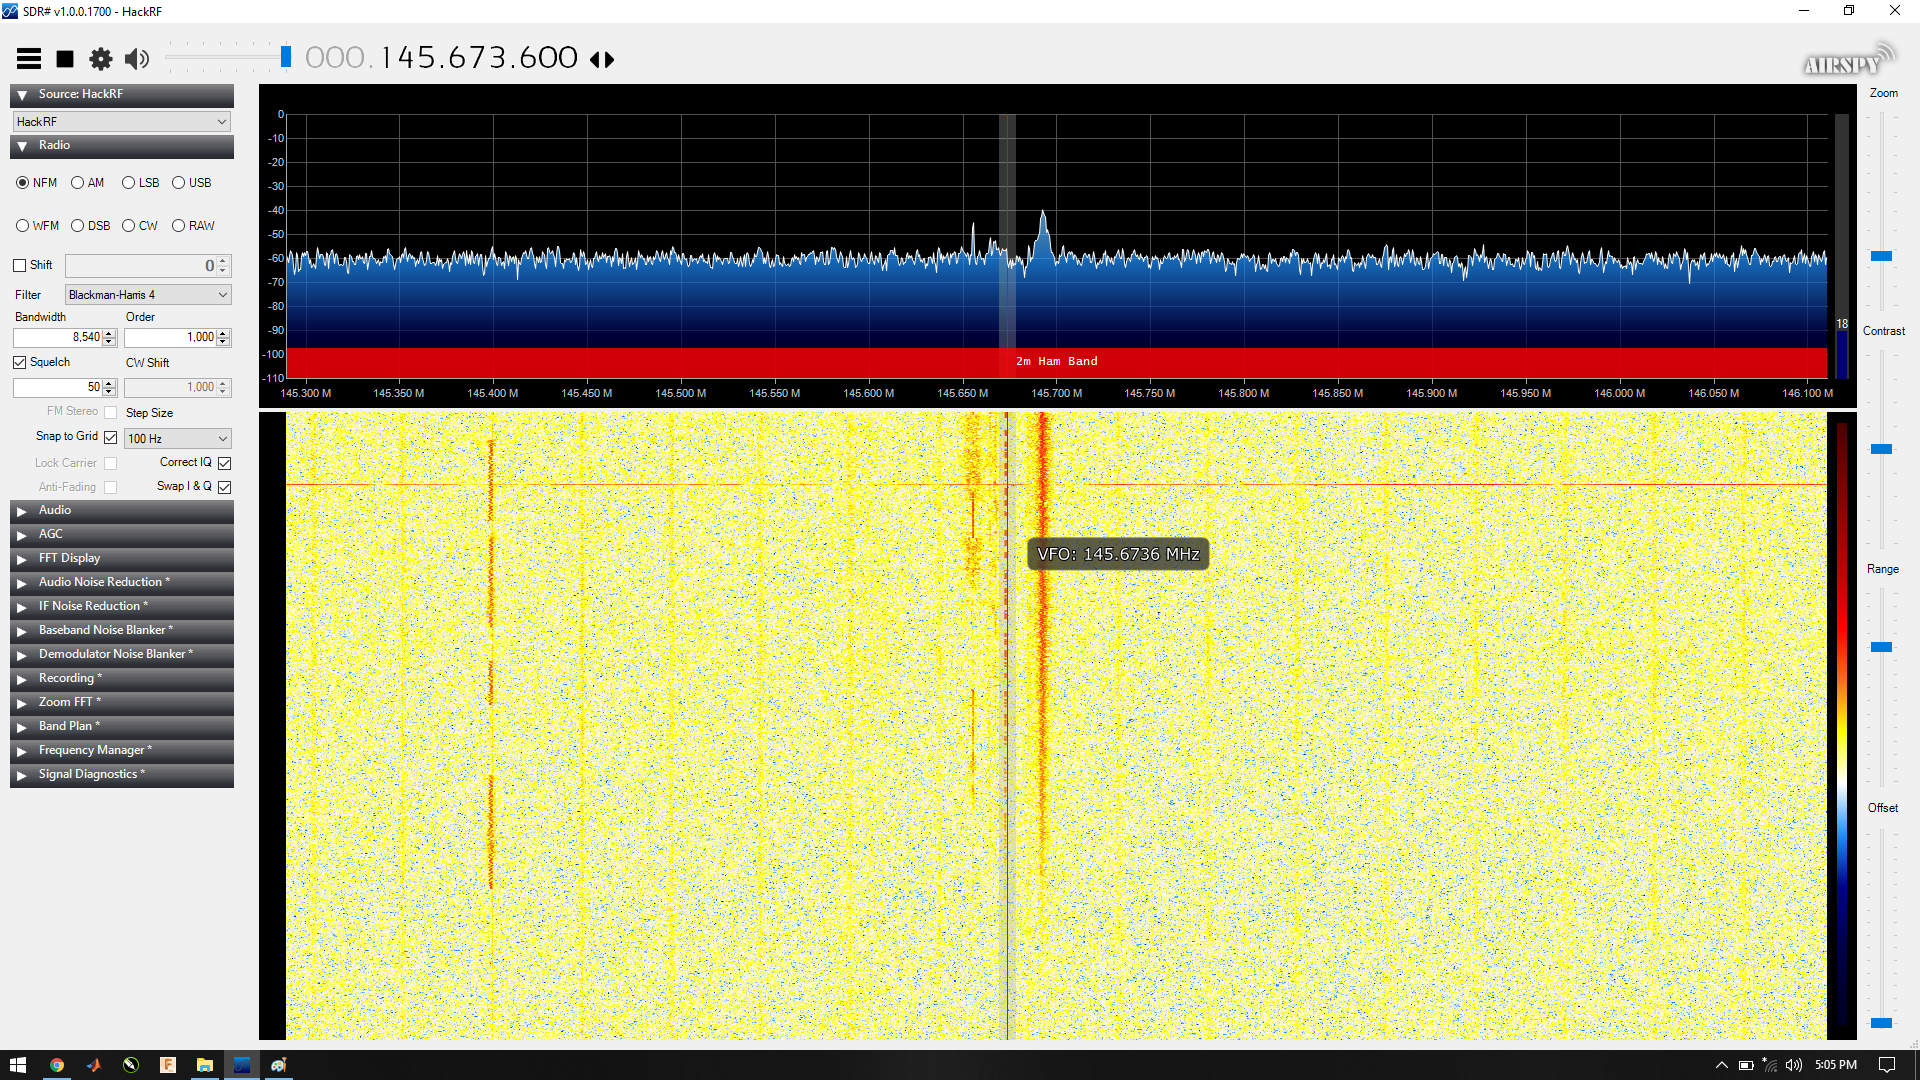 SDR# v1.0.0.1700 - HackRF
000.145.673.600
AIRSPY
Source: HackRF
HackRF
Radio
NFM AM LSB USB
WFM DSB CW RAW
Shift 0
Filter Blackman-Harris 4
Bandwidth Order
8,540 1,000
Squelch CW Shift
50 1,000
FM Stereo Step Size
Snap to Grid 100 Hz
Lock Carrier Correct IQ
Anti-Fading Swap I & Q
Audio
AGC
FFT Display
Audio Noise Reduction *
IF Noise Reduction *
Baseband Noise Blanker *
Demodulator Noise Blanker *
Recording *
Zoom FFT *
Band Plan *
Frequency Manager *
Signal Diagnostics *
0
-10
-20
-30
-40
-50
-60
-70
-80
-90
-100
-110
2m Ham Band
18
145.300 M 145.350 M 145.400 M 145.450 M 145.500 M 145.550 M 145.600 M 145.650 M 145.700 M 145.750 M 145.800 M 145.850 M 145.900 M 145.950 M 146.000 M 146.050 M 146.100 M
VFO: 145.6736 MHz
Zoom
Contrast
Range
Offset
5:05 PM